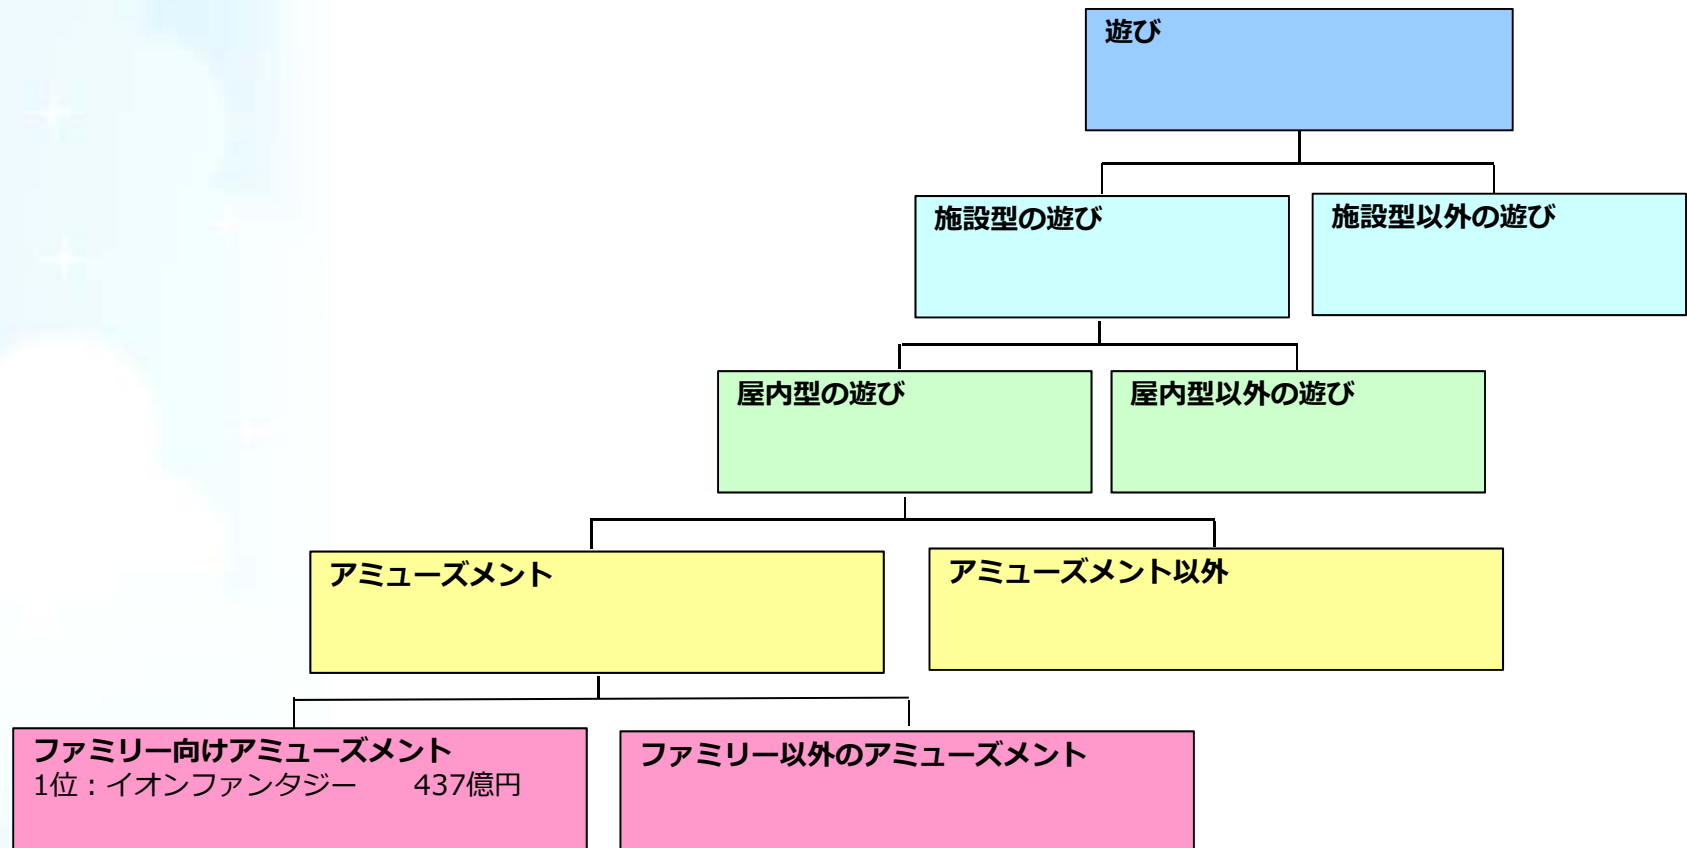 遊び
施設型の遊び
施設型以外の遊び
屋内型の遊び
屋内型以外の遊び
アミューズメント
アミューズメント以外
ファミリー向けアミューズメント
1位：イオンファンタジー　　437億円
ファミリー以外のアミューズメント